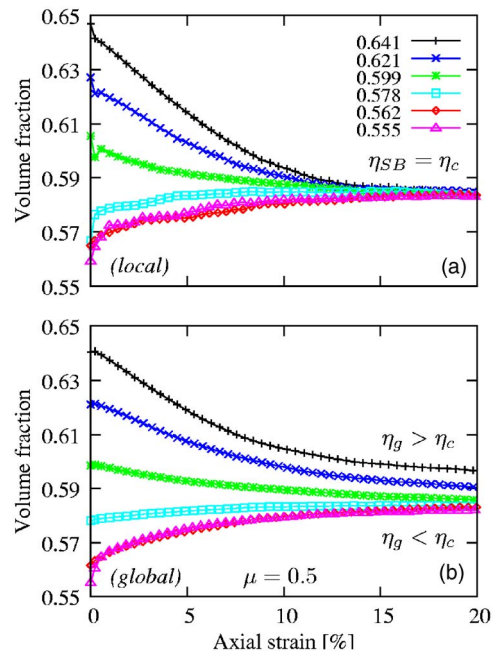 0.65
0.63
0.61
0.59
0.57
0.55
Volume fraction
0.641
0.621
0.599
0.578
0.562
0.555
η_SB = η_c
(local)
(a)
0.65
0.63
0.61
0.59
0.57
0.55
Volume fraction
η_g > η_c
η_g < η_c
(global)
μ = 0.5
(b)
0 5 10 15 20
Axial strain [%]